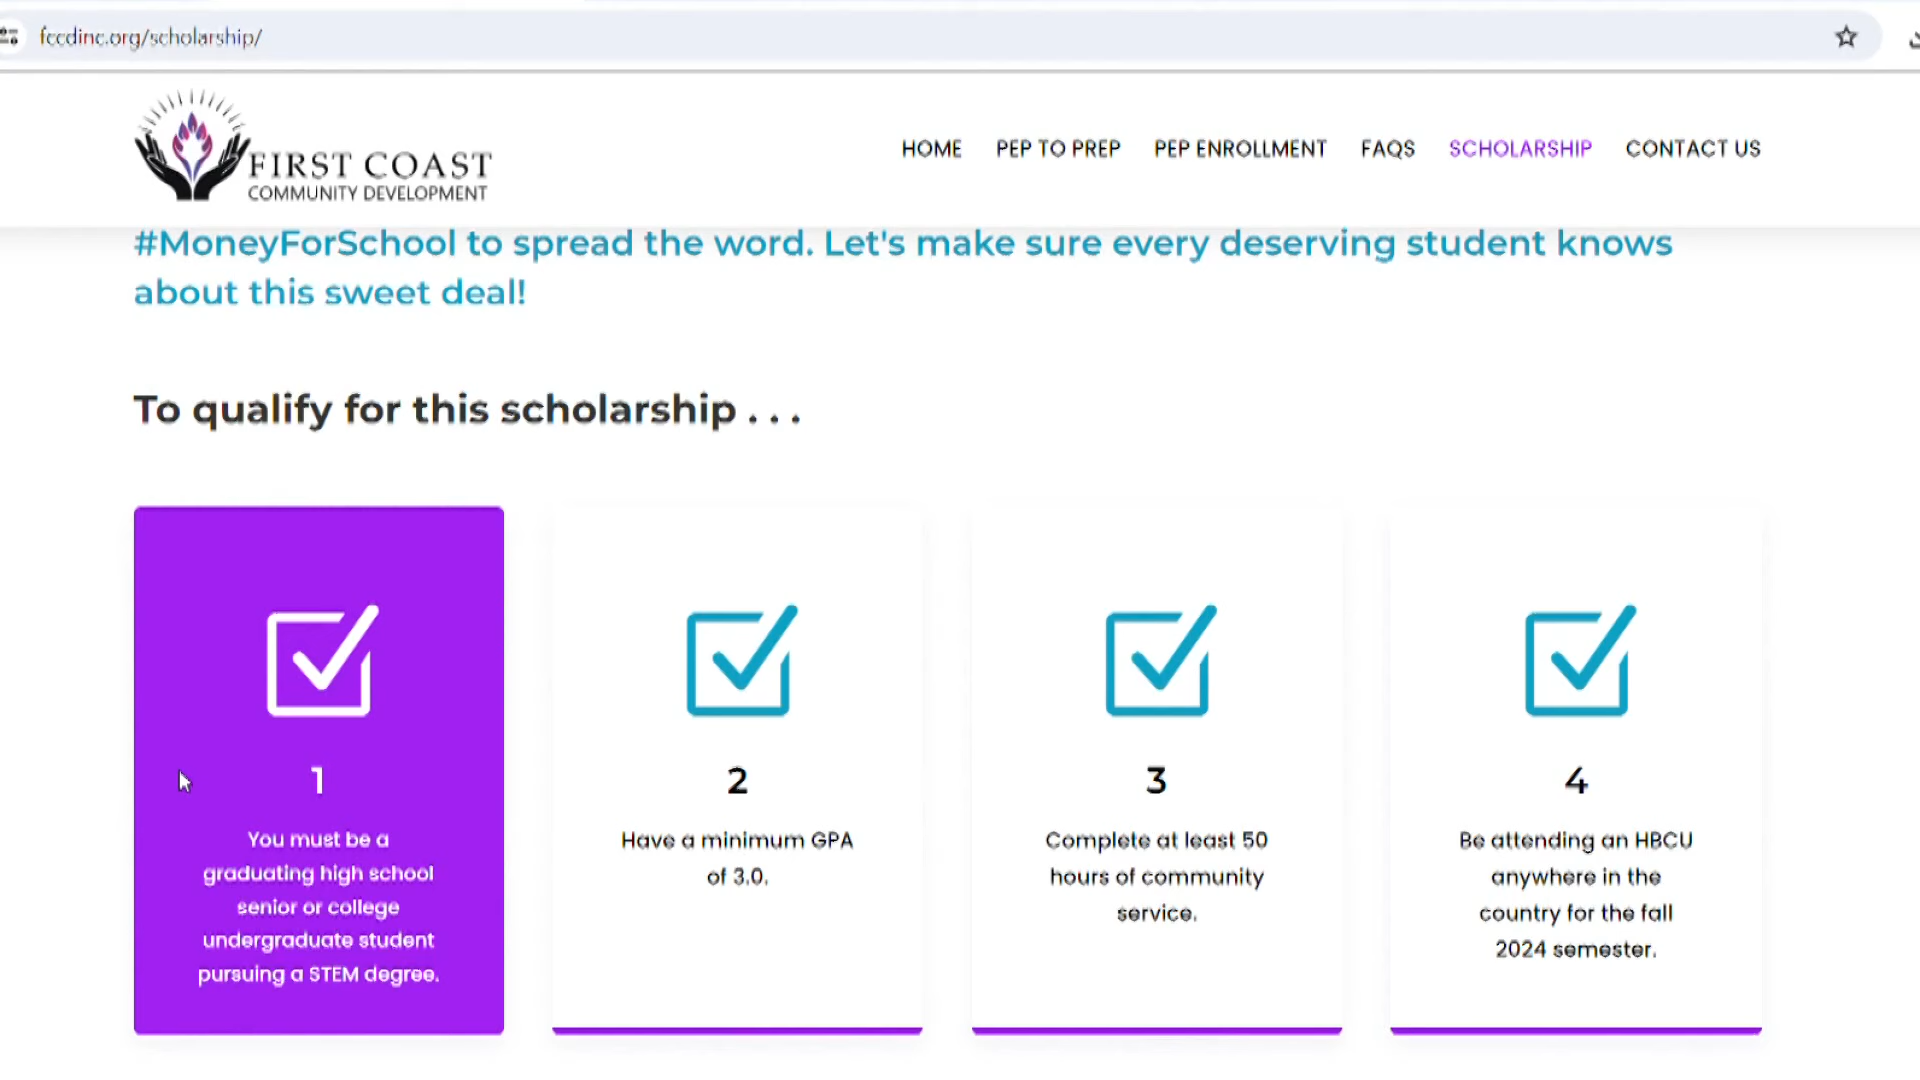 fccdinc.org/scholarship/
FIRST COAST
COMMUNITY DEVELOPMENT
HOME PEP TO PREP PEP ENROLLMENT FAQS SCHOLARSHIP CONTACT US
#MoneyForSchool to spread the word. Let's make sure every deserving student knows
about this sweet deal!
To qualify for this scholarship . . .
1
You must be a
graduating high school
senior or college
undergraduate student
pursuing a STEM degree.
2
Have a minimum GPA
of 3.0.
3
Complete at least 50
hours of community
service.
4
Be attending an HBCU
anywhere in the
country for the fall
2024 semester.